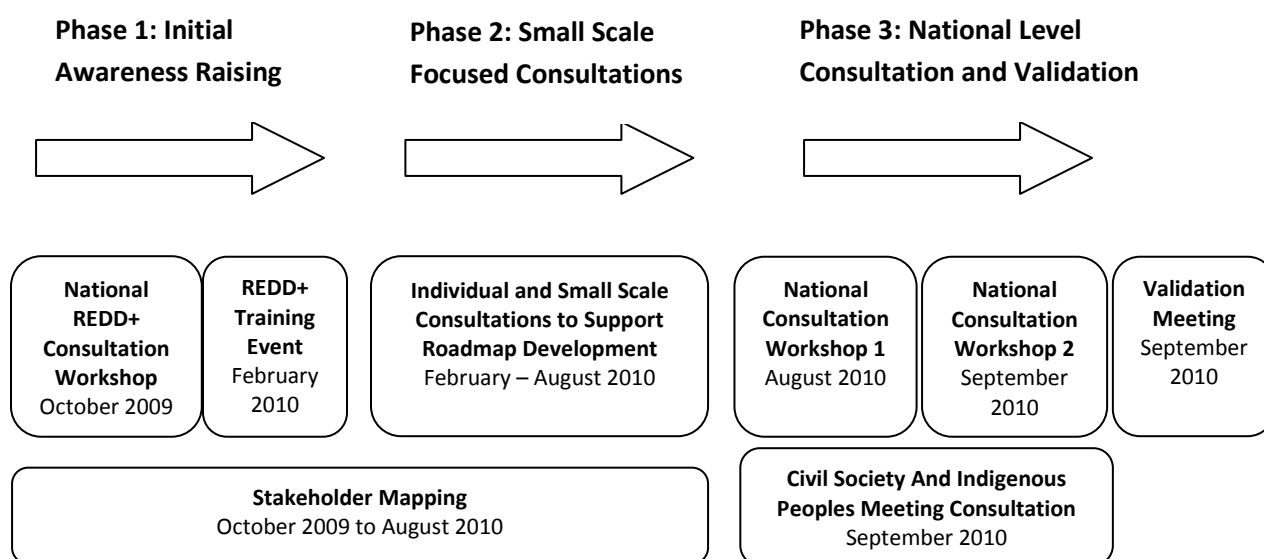 Phase 1: Initial
Awareness Raising
Phase 2: Small Scale
Focused Consultations
Phase 3: National Level
Consultation and Validation
National
REDD+
Consultation
Workshop
October 2009
REDD+
Training
Event
February
2010
Individual and Small Scale
Consultations to Support
Roadmap Development
February – August 2010
National
Consultation
Workshop 1
August 2010
National
Consultation
Workshop 2
September
2010
Validation
Meeting
September
2010
Stakeholder Mapping
October 2009 to August 2010
Civil Society And Indigenous
Peoples Meeting Consultation
September 2010